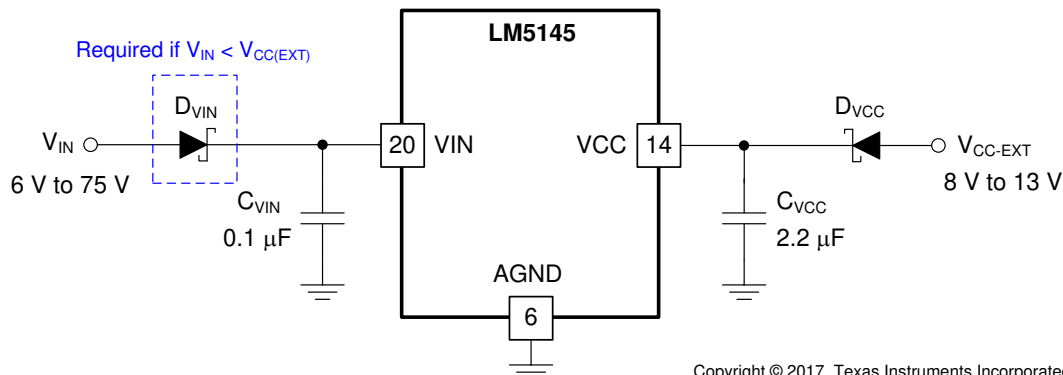 LM5145
Required if V_IN < V_CC(EXT)
D_VIN
D_VCC
V_IN
20 VIN
VCC 14
V_CC-EXT
6 V to 75 V
8 V to 13 V
C_VIN
0.1 μF
C_VCC
2.2 μF
AGND
6
Copyright © 2017, Texas Instruments Incorporated